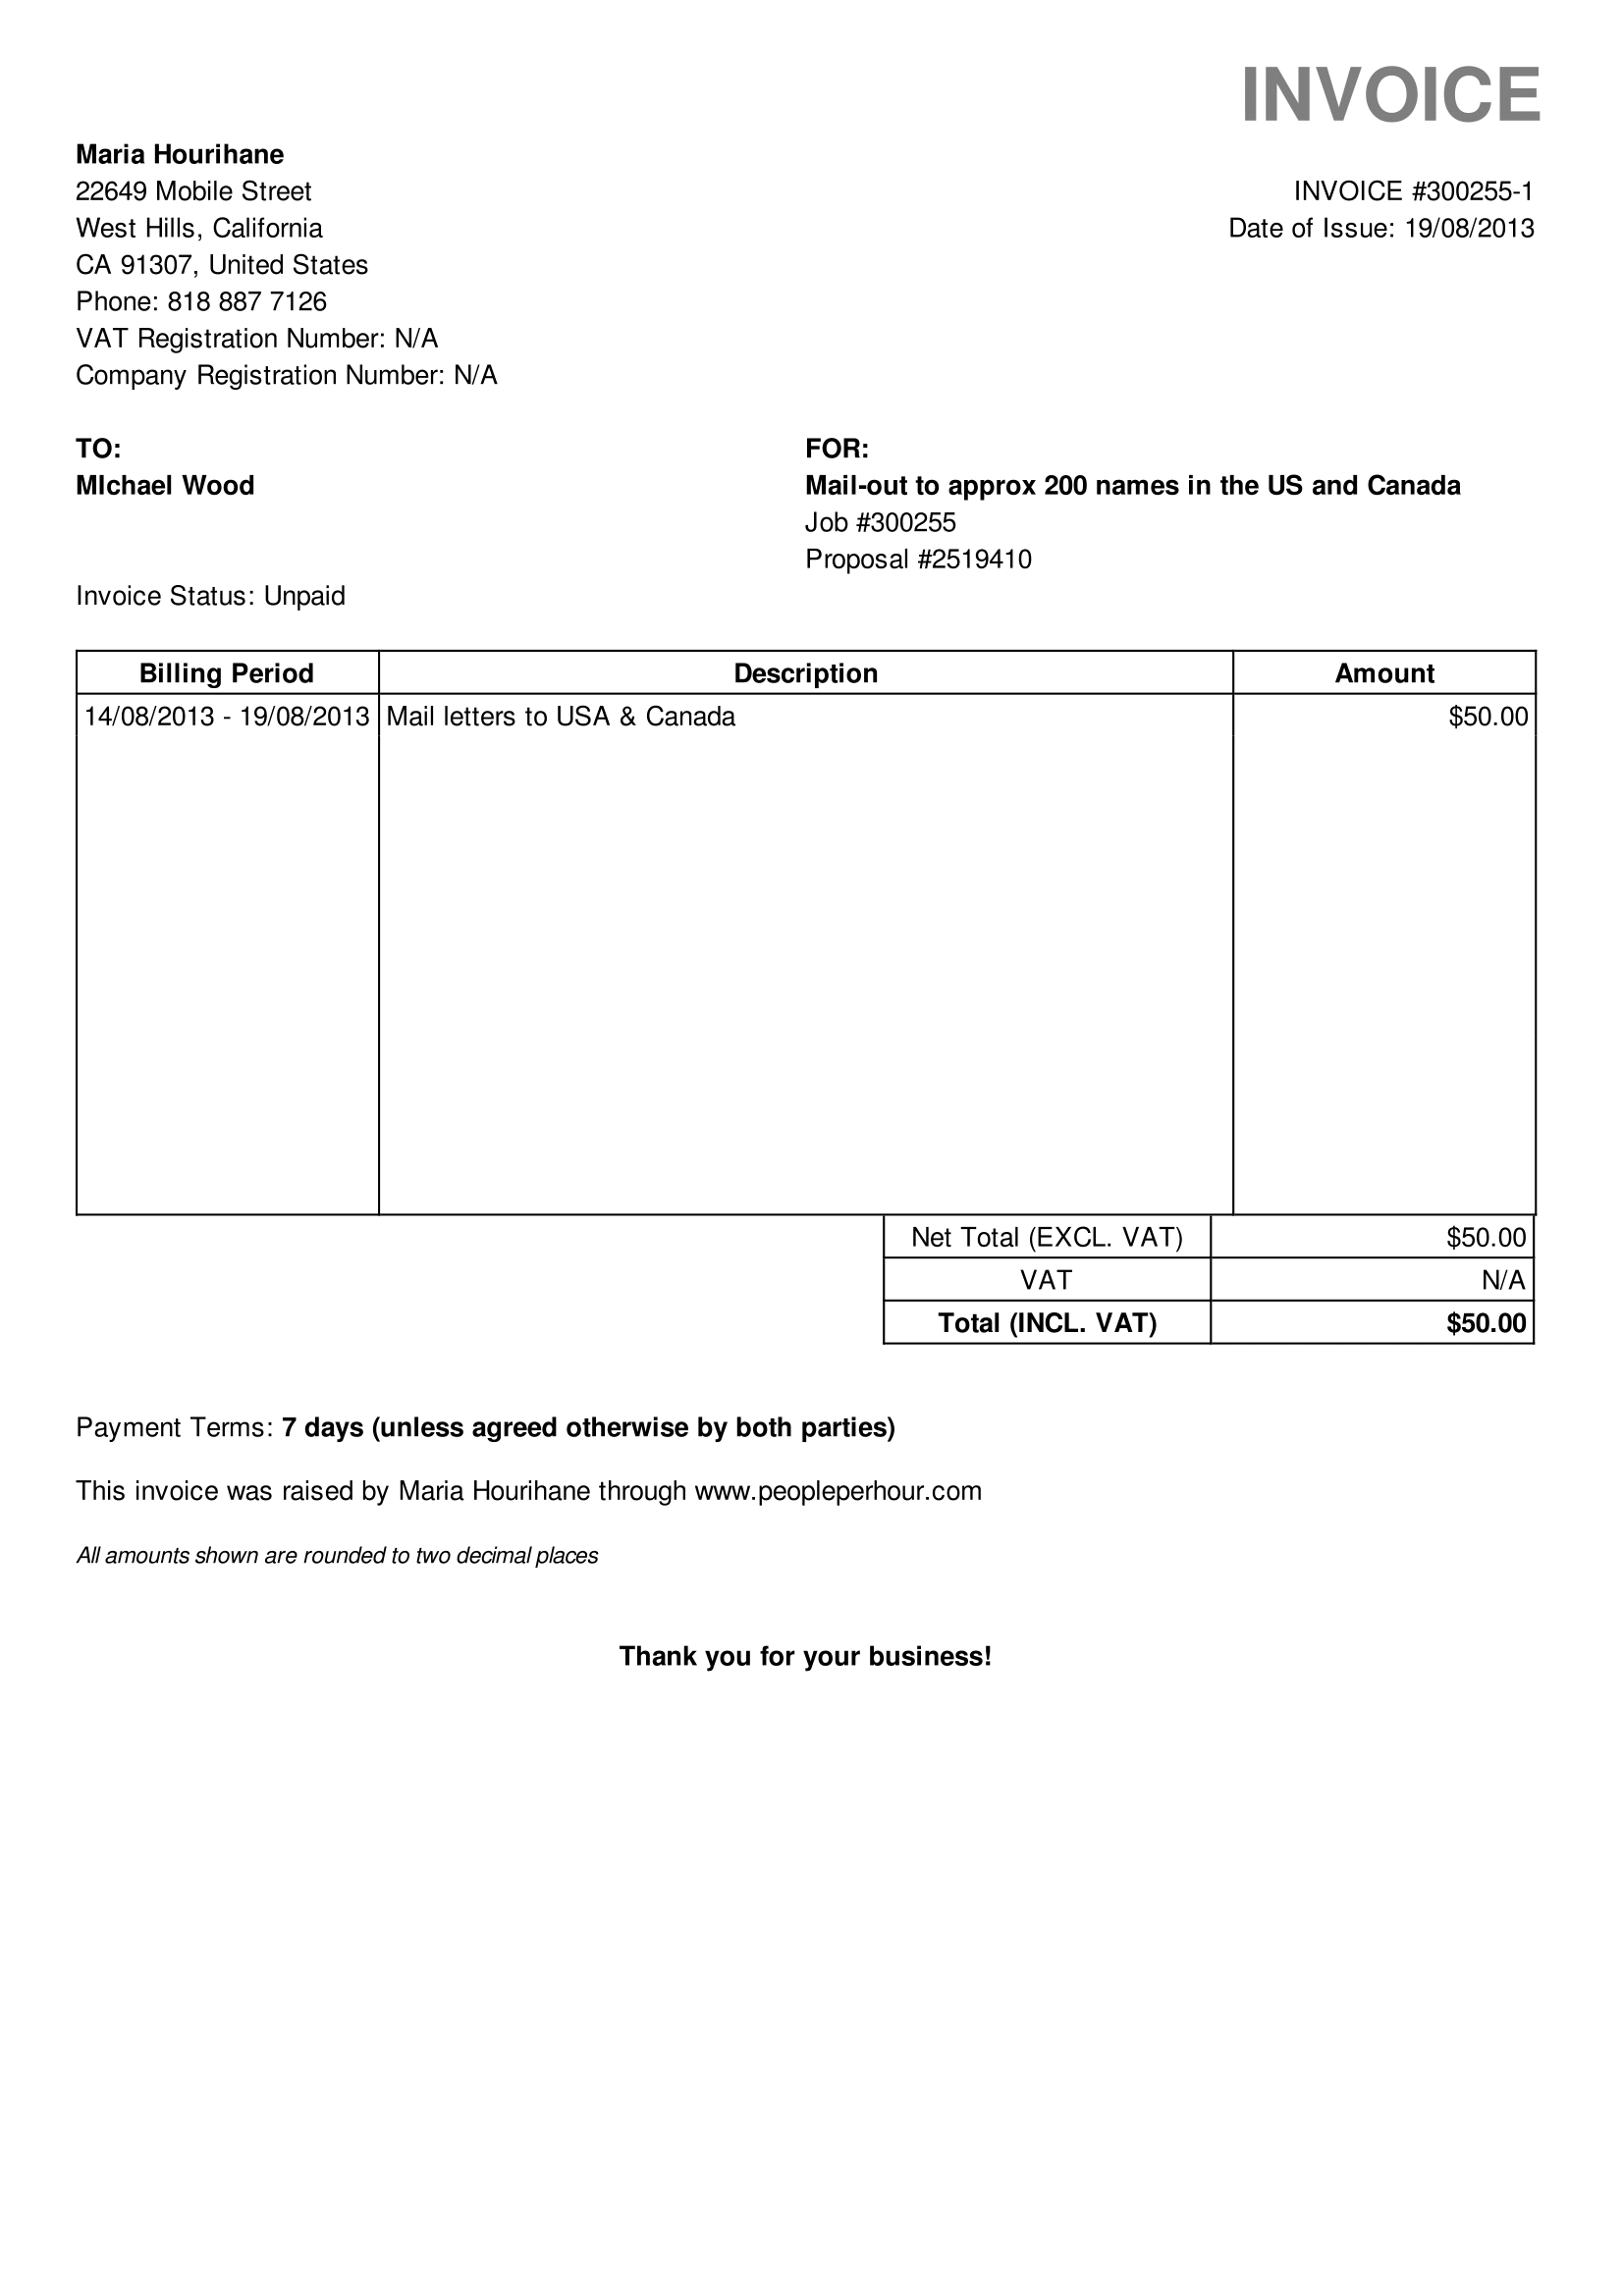 INVOICE
Maria Hourihane
22649 Mobile Street
INVOICE #300255-1
West Hills, California
Date of Issue: 19/08/2013
CA 91307, United States
Phone: 818 887 7126
VAT Registration Number: N/A
Company Registration Number: N/A
TO:
MIchael Wood
FOR:
Mail-out to approx 200 names in the US and Canada
Job #300255
Proposal #2519410
Invoice Status: Unpaid
Billing Period Description Amount
14/08/2013 - 19/08/2013 Mail letters to USA & Canada $50.00
Net Total (EXCL. VAT) $50.00
VAT N/A
Total (INCL. VAT) $50.00
Payment Terms: 7 days (unless agreed otherwise by both parties)
This invoice was raised by Maria Hourihane through www.peopleperhour.com
All amounts shown are rounded to two decimal places
Thank you for your business!